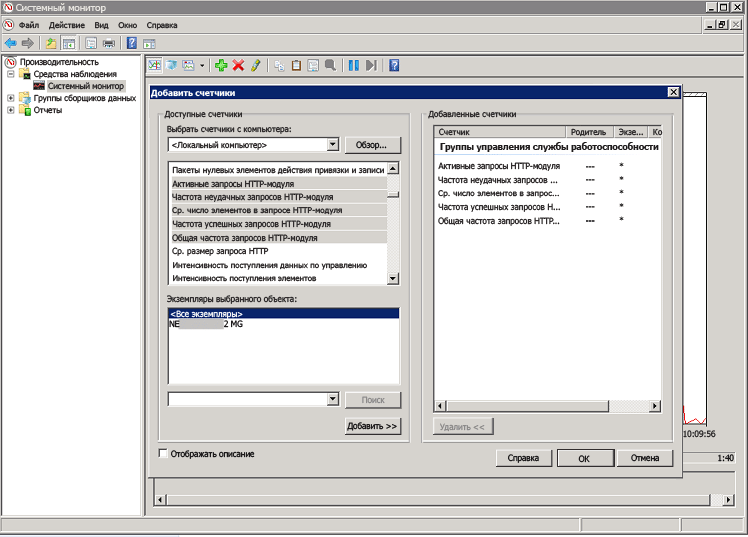 Системный монитор
Файл Действие Вид Окно Справка
Производительность
Средства наблюдения
Системный монитор
Группы сборщиков данных
Отчеты
Добавить счетчики
Доступные счетчики
Выбрать счетчики с компьютера:
<Локальный компьютер>
Обзор...
Пакеты нулевых элементов действия привязки и записи
Активные запросы HTTP-модуля
Частота неудачных запросов HTTP-модуля
Ср. число элементов в запросе HTTP-модуля
Частота успешных запросов HTTP-модуля
Общая частота запросов HTTP-модуля
Ср. размер запроса HTTP
Интенсивность поступления данных по управлению
Интенсивность поступления элементов
Экземпляры выбранного объекта:
<Все экземпляры>
NE 2 MG
Поиск
Добавить >>
Отображать описание
Добавленные счетчики
Счетчик Родитель Экзе... Ко
Группы управления службы работоспособности
Активные запросы HTTP-модуля --- *
Частота неудачных запросов ... --- *
Ср. число элементов в запрос... --- *
Частота успешных запросов H... --- *
Общая частота запросов HTTP... --- *
Удалить <<
Справка OK Отмена
10:09:56
1:40